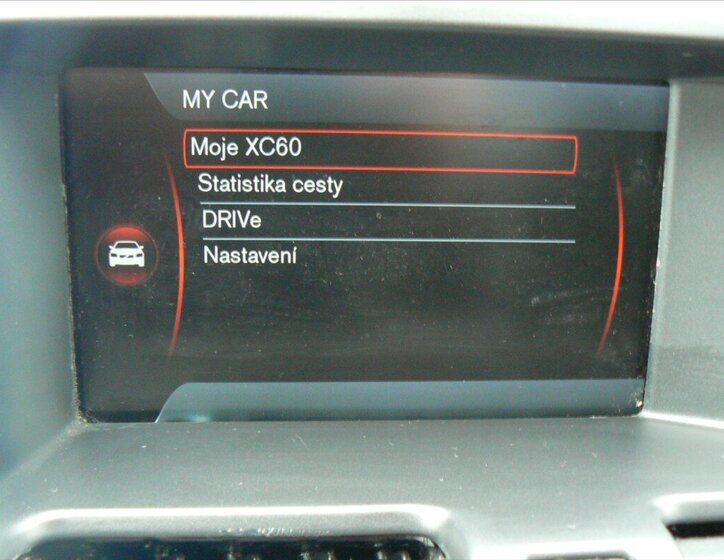 MY CAR
Moje XC60
Statistika cesty
DRIVe
Nastavení